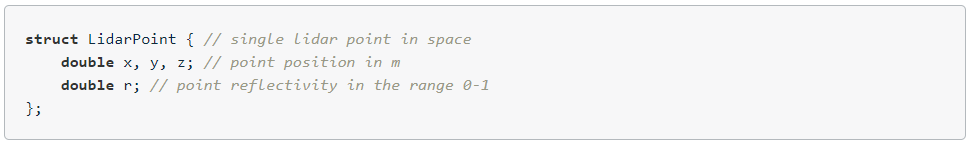 struct LidarPoint { // single lidar point in space
    double x, y, z; // point position in m
    double r; // point reflectivity in the range 0-1
};